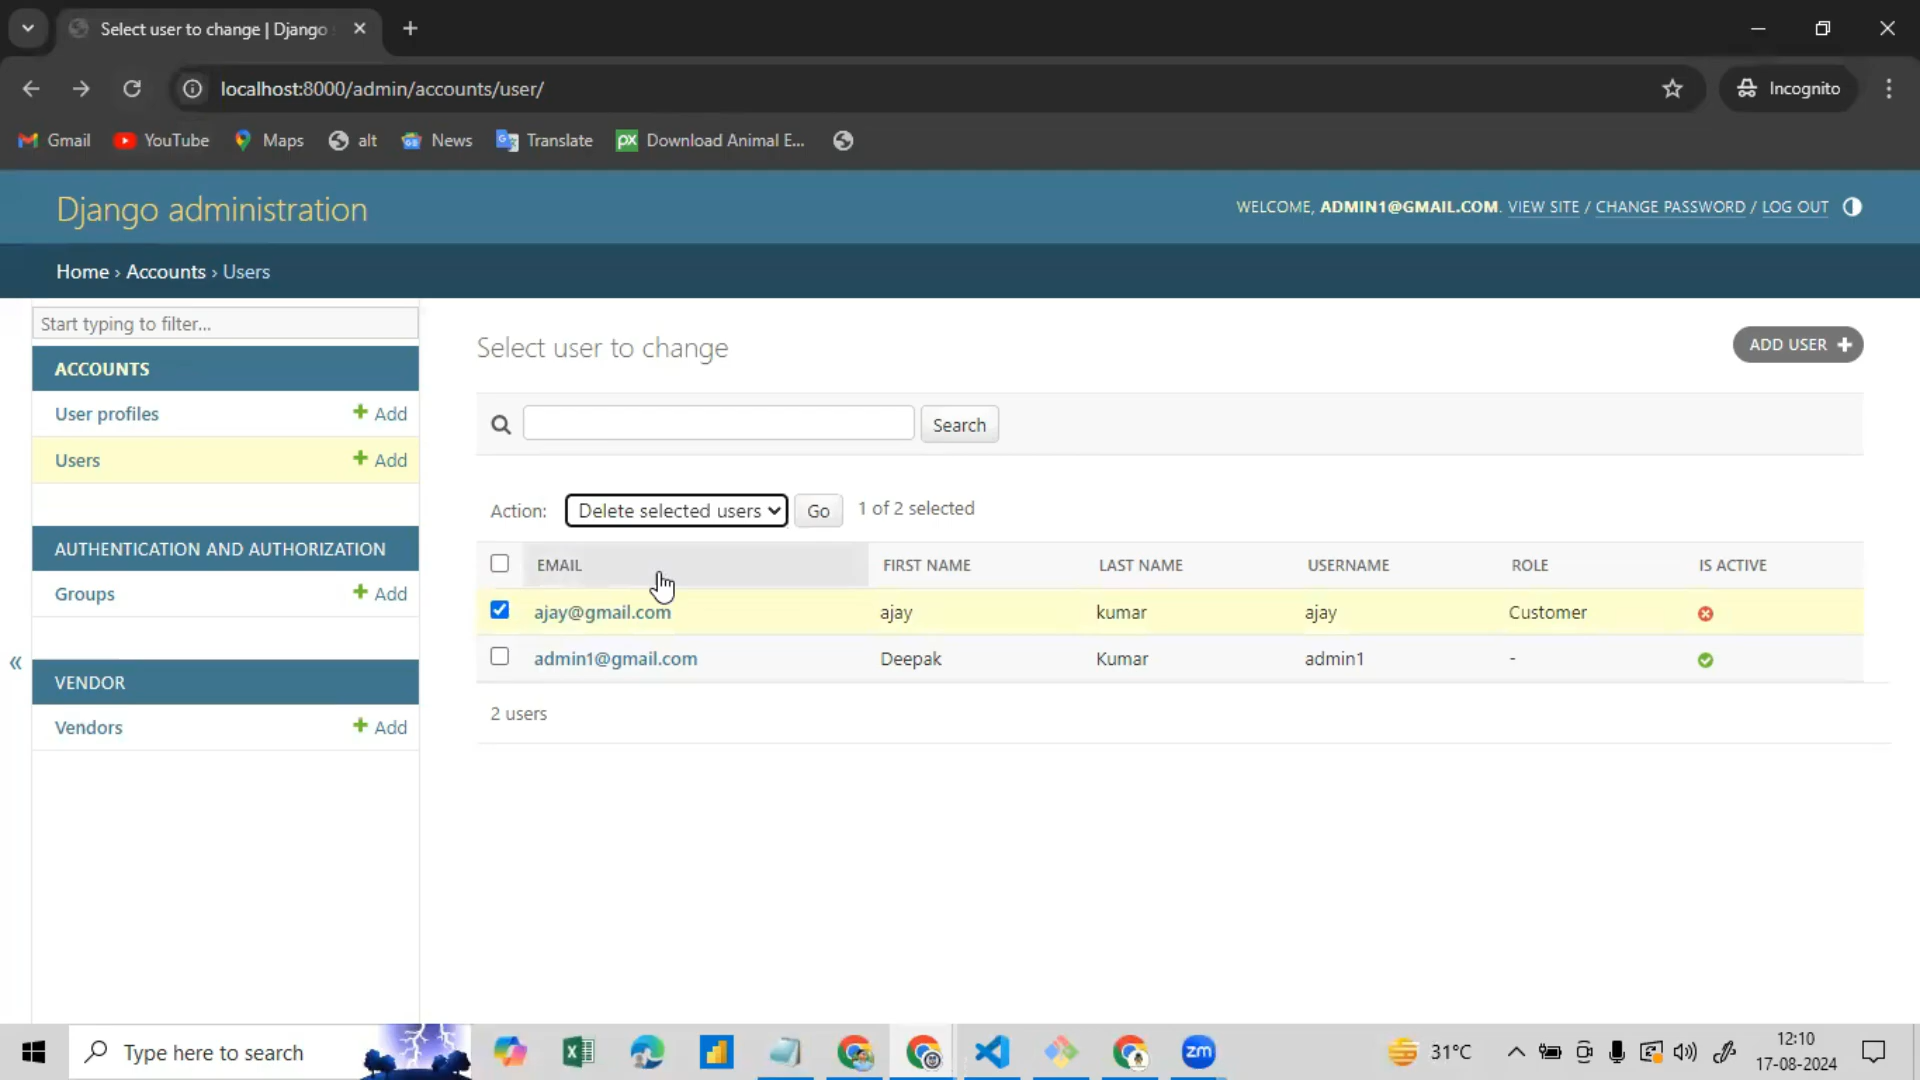 Select user to change | Django
localhost:8000/admin/accounts/user/
Incognito
Gmail
YouTube
Maps
alt
News
Translate
px
Download Animal E...
Django administration
WELCOME, ADMIN1@GMAIL.COM. VIEW SITE / CHANGE PASSWORD / LOG OUT
Home › Accounts › Users
Start typing to filter...
ACCOUNTS
User profiles
+ Add
Users
+ Add
AUTHENTICATION AND AUTHORIZATION
Groups
+ Add
«
VENDOR
Vendors
+ Add
Select user to change
ADD USER +
Search
Action: Delete selected users Go 1 of 2 selected
EMAIL FIRST NAME LAST NAME USERNAME ROLE IS ACTIVE
ajay@gmail.com ajay kumar ajay Customer
admin1@gmail.com Deepak Kumar admin1 -
2 users
Type here to search
zm
31°C
12:10
17-08-2024